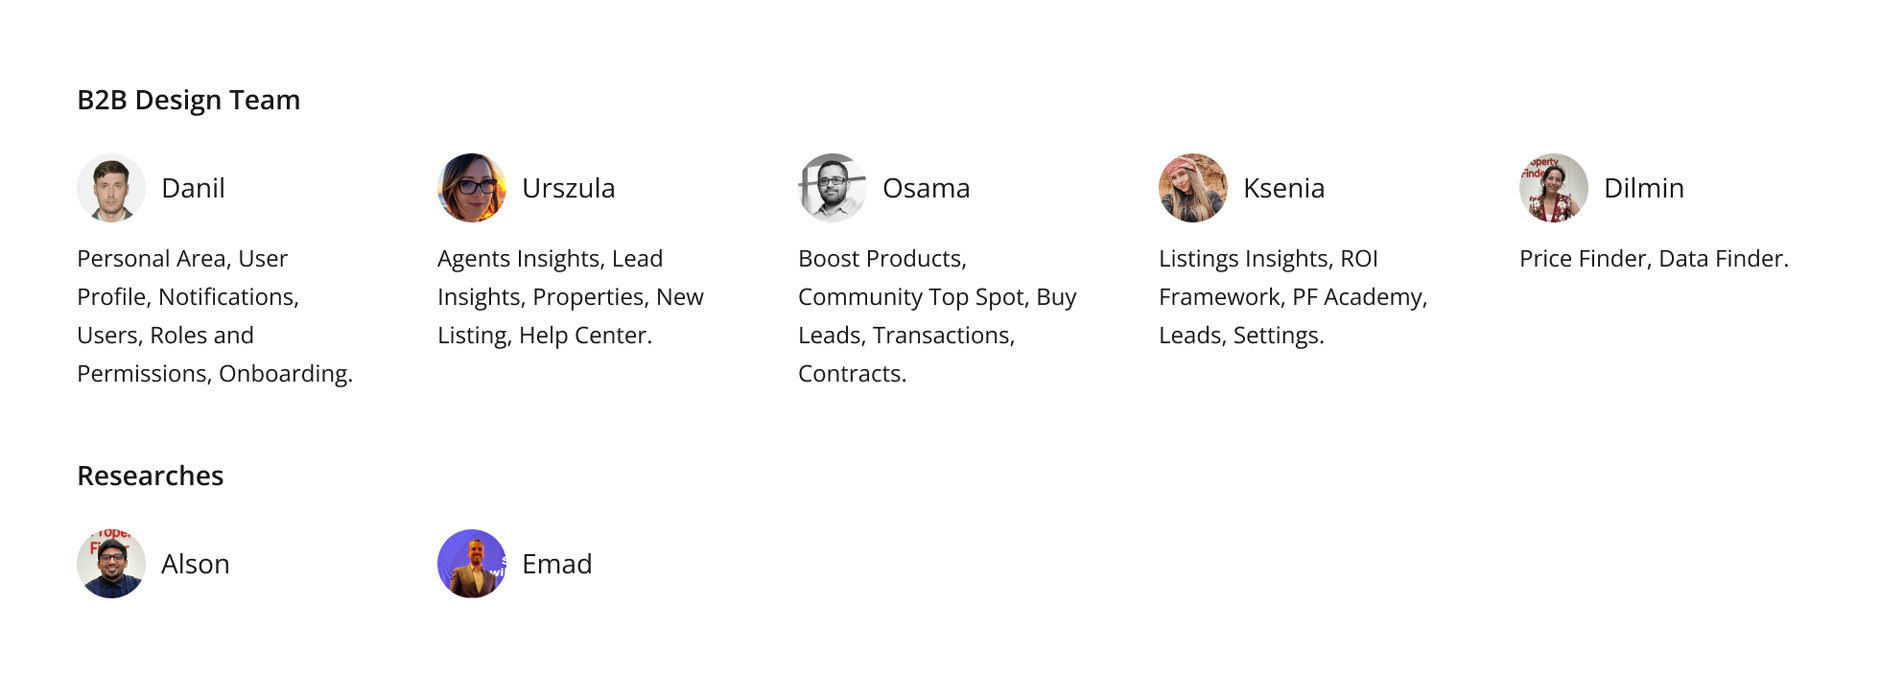 B2B Design Team
Danil
Urszula
Osama
Ksenia
Dilmin
Personal Area, User
Profile, Notifications,
Users, Roles and
Permissions, Onboarding.
Agents Insights, Lead
Insights, Properties, New
Listing, Help Center.
Boost Products,
Community Top Spot, Buy
Leads, Transactions,
Contracts.
Listings Insights, ROI
Framework, PF Academy,
Leads, Settings.
Price Finder, Data Finder.
Researches
Alson
Emad